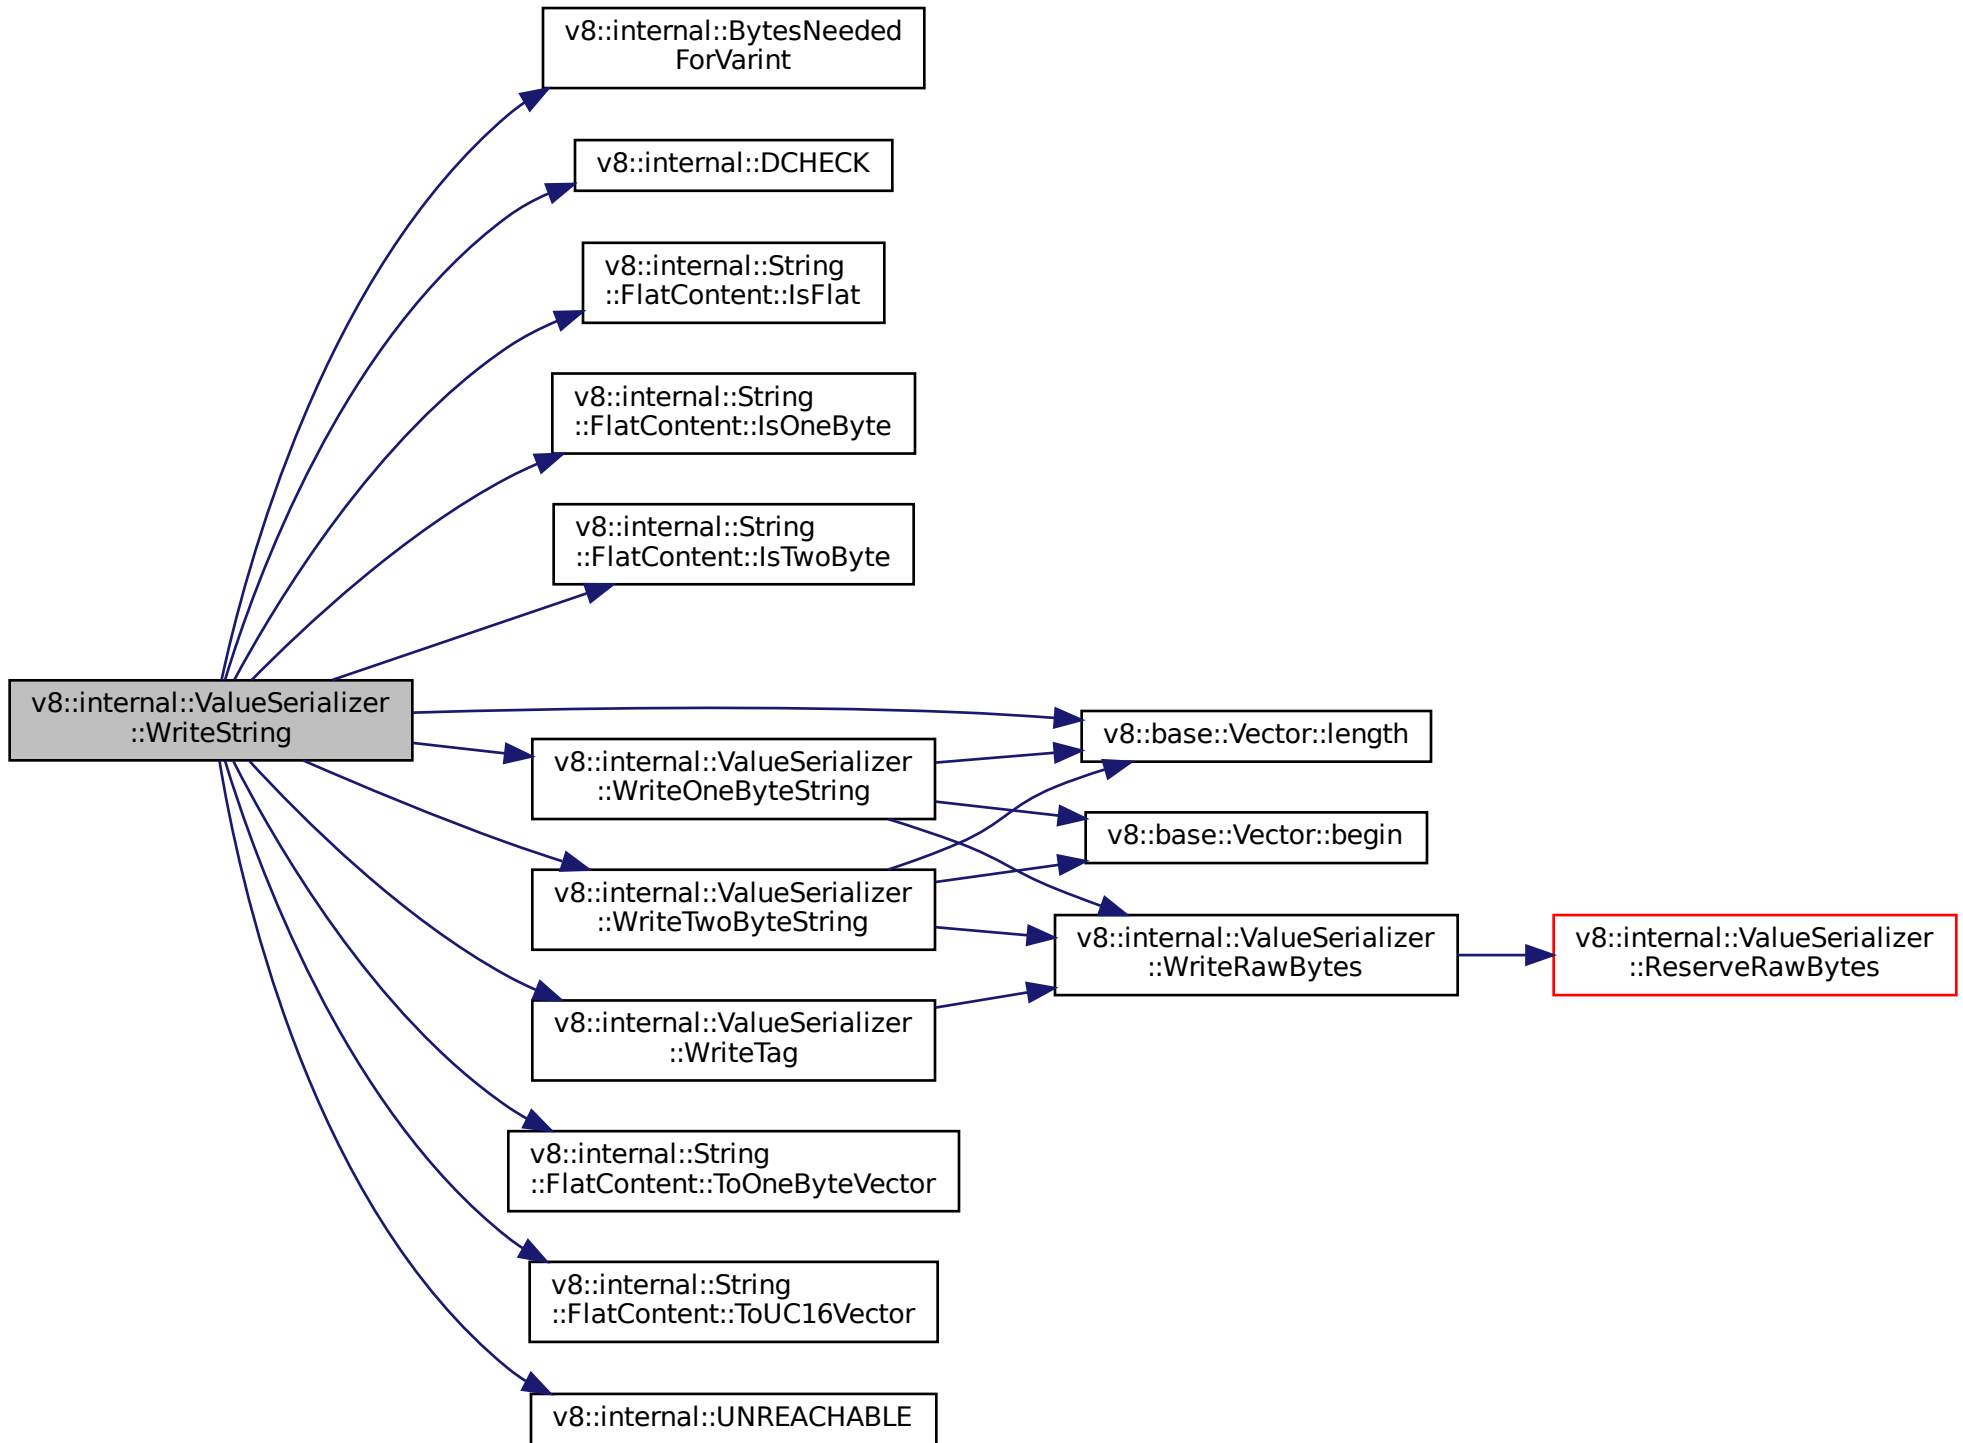 v8::internal::BytesNeeded
ForVarint
v8::internal::DCHECK
v8::internal::String
::FlatContent::IsFlat
v8::internal::String
::FlatContent::IsOneByte
v8::internal::String
::FlatContent::IsTwoByte
v8::internal::ValueSerializer
::WriteString
v8::base::Vector::length
v8::internal::ValueSerializer
::WriteOneByteString
v8::base::Vector::begin
v8::internal::ValueSerializer
::WriteTwoByteString
v8::internal::ValueSerializer
::WriteRawBytes
v8::internal::ValueSerializer
::ReserveRawBytes
v8::internal::ValueSerializer
::WriteTag
v8::internal::String
::FlatContent::ToOneByteVector
v8::internal::String
::FlatContent::ToUC16Vector
v8::internal::UNREACHABLE